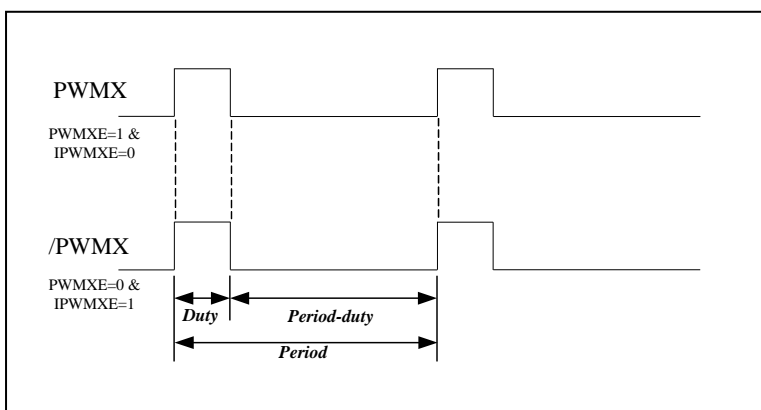 PWMX
PWMXE=1 &
IPWMXE=0
/PWMX
PWMXE=0 &
IPWMXE=1
Duty
Period-duty
Period